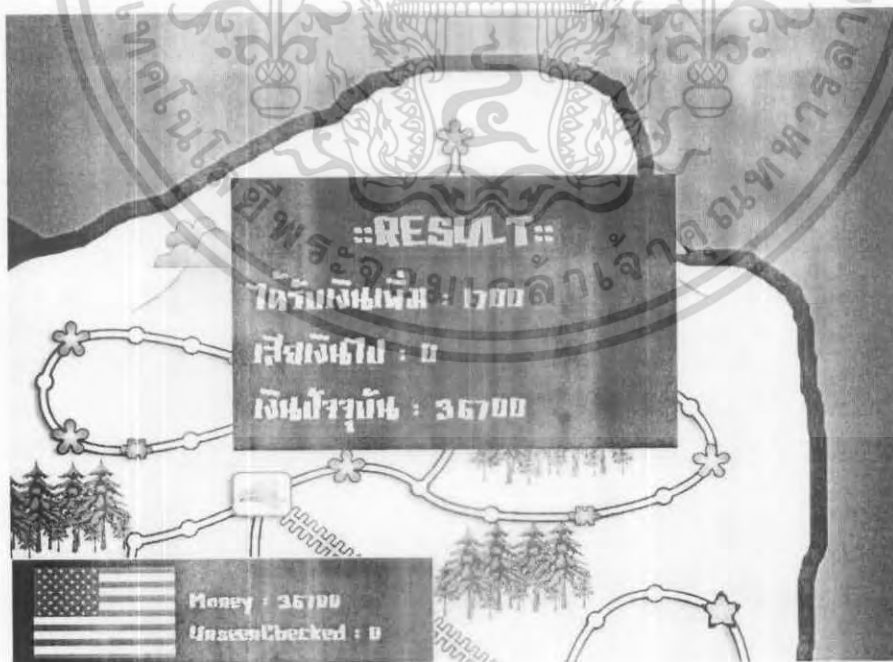 ::RESULT::
ได้รับเงินเพิ่ม : 1700
เสียเงินไป : 0
เงินปัจจุบัน : 36700
Money : 36700
UnseenChecked : 0